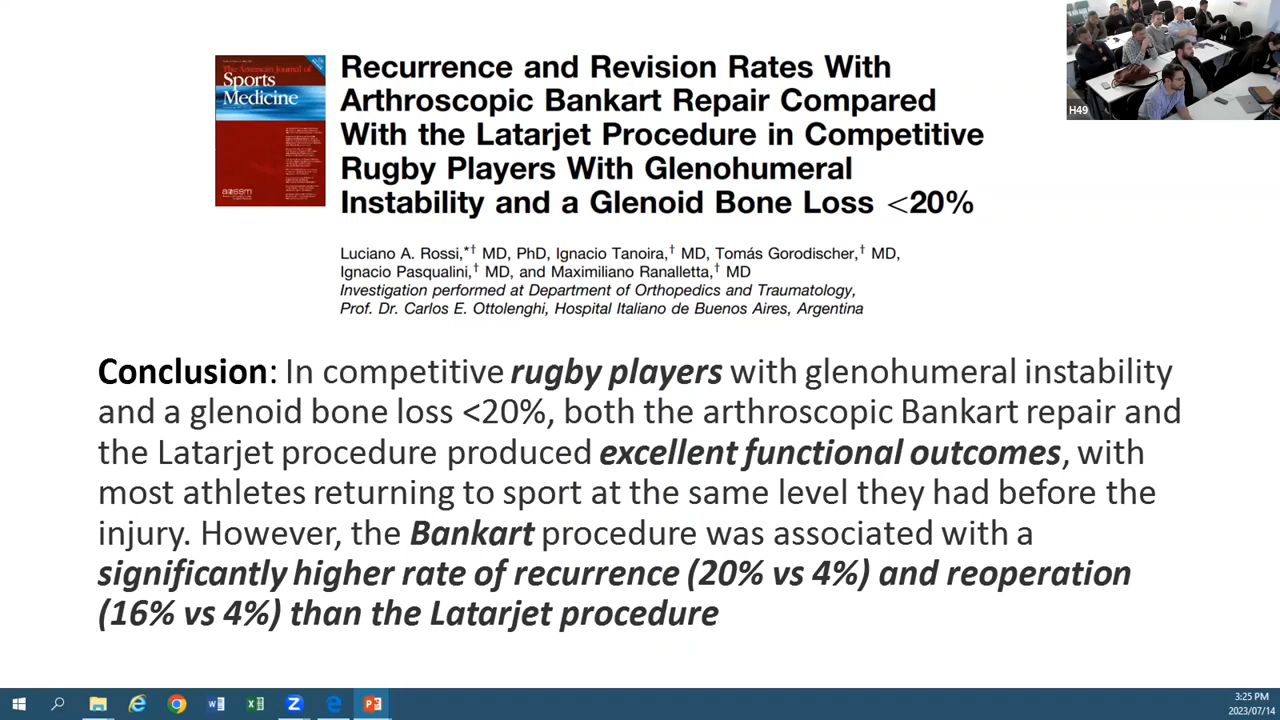 The American Journal of
Sports
Medicine
Recurrence and Revision Rates With
Arthroscopic Bankart Repair Compared
With the Latarjet Procedure in Competitive
Rugby Players With Glenohumeral
Instability and a Glenoid Bone Loss <20%
Luciano A. Rossi,*† MD, PhD, Ignacio Tanoira,† MD, Tomás Gorodischer,† MD,
Ignacio Pasqualini,† MD, and Maximiliano Ranalletta,† MD
Investigation performed at Department of Orthopedics and Traumatology,
Prof. Dr. Carlos E. Ottolenghi, Hospital Italiano de Buenos Aires, Argentina
Conclusion: In competitive rugby players with glenohumeral instability
and a glenoid bone loss <20%, both the arthroscopic Bankart repair and
the Latarjet procedure produced excellent functional outcomes, with
most athletes returning to sport at the same level they had before the
injury. However, the Bankart procedure was associated with a
significantly higher rate of recurrence (20% vs 4%) and reoperation
(16% vs 4%) than the Latarjet procedure
H49
3:25 PM
2023/07/14